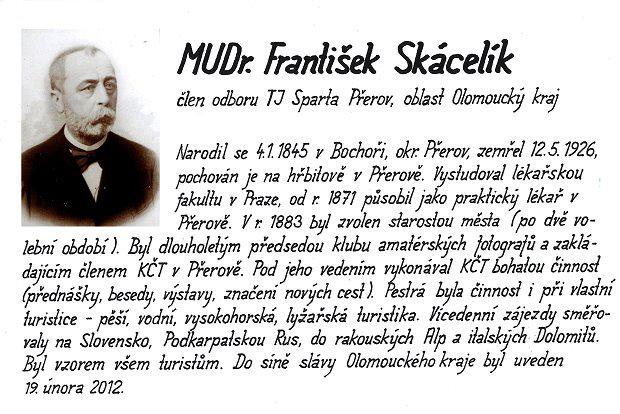 MUDr. František Skácelík
člen odboru TJ Sparta Přerov, oblast Olomoucký kraj
Narodil se 4.1.1845 v Bochoři, okr. Přerov, zemřel 12.5.1926,
pochován je na hřbitově v Přerově. Vystudoval lékařskou
fakultu v Praze, od r. 1871 působil jako praktický lékař v
Přerově. V r. 1883 byl zvolen starostou města (po dvě vo-
lební období). Byl dlouholetým předsedou klubu amatérských fotografů a zaklá-
dajícím členem KČT v Přerově. Pod jeho vedením vykonával KČT bohatou činnost
(přednášky, besedy, výstavy, značení nových cest). Pestrá byla činnost i při vlastní
turistice - pěší, vodní, vysokohorská, lyžařská turistika. Vícedenní zájezdy směřo-
valy na Slovensko, Podkarpatskou Rus, do rakouských Alp a italských Dolomitů.
Byl vzorem všem turistům. Do síně slávy Olomouckého kraje byl uveden
19. února 2012.